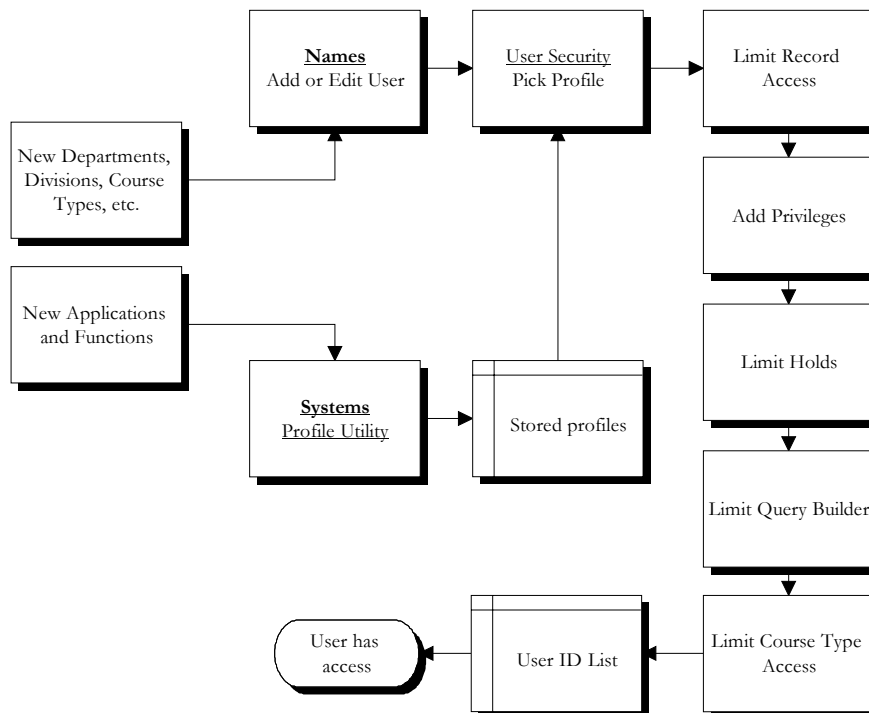 Names
Add or Edit User
User Security
Pick Profile
Limit Record
Access
New Departments,
Divisions, Course
Types, etc.
Add Privileges
New Applications
and Functions
Limit Holds
Systems
Profile Utility
Stored profiles
Limit Query Builder
User has
access
User ID List
Limit Course Type
Access